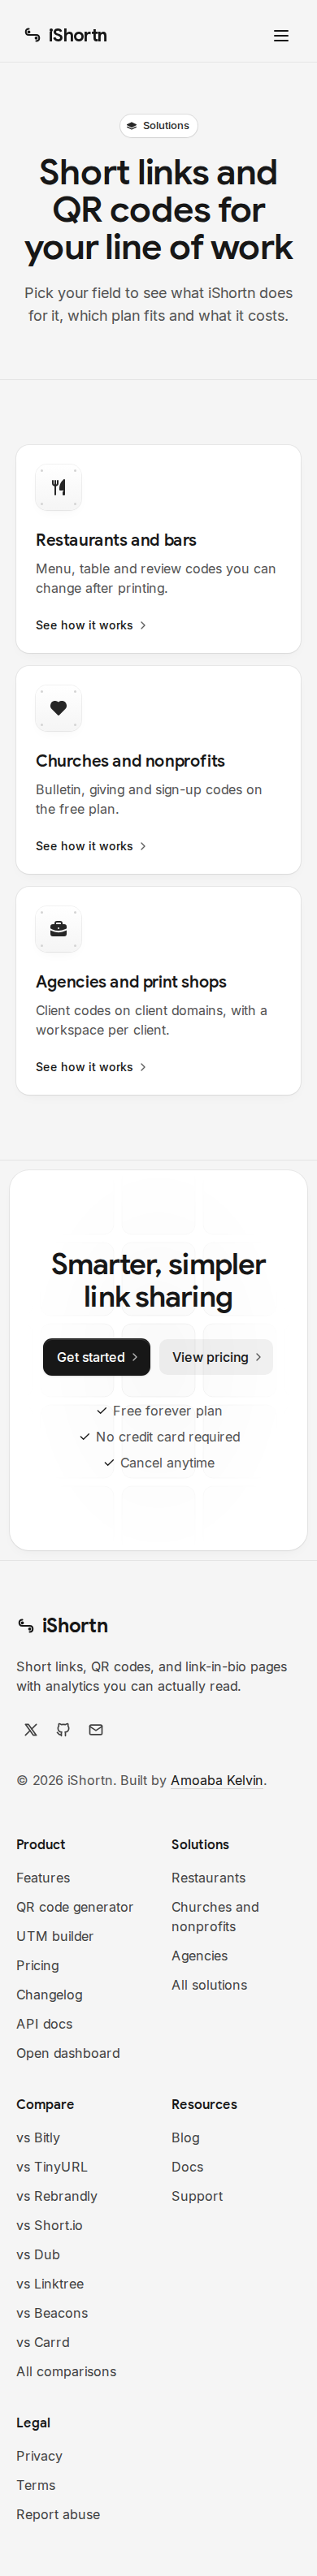 iShortn
Solutions
Short links and
QR codes for
your line of work
Pick your field to see what iShortn does
for it, which plan fits and what it costs.
Restaurants and bars
Menu, table and review codes you can
change after printing.
See how it works
Churches and nonprofits
Bulletin, giving and sign-up codes on
the free plan.
See how it works
Agencies and print shops
Client codes on client domains, with a
workspace per client.
See how it works
Smarter, simpler
link sharing
Get started
View pricing
Free forever plan
No credit card required
Cancel anytime
iShortn
Short links, QR codes, and link-in-bio pages
with analytics you can actually read.
© 2026 iShortn. Built by Amoaba Kelvin.
Product
Features
QR code generator
UTM builder
Pricing
Changelog
API docs
Open dashboard
Solutions
Restaurants
Churches and
nonprofits
Agencies
All solutions
Compare
vs Bitly
vs TinyURL
vs Rebrandly
vs Short.io
vs Dub
vs Linktree
vs Beacons
vs Carrd
All comparisons
Resources
Blog
Docs
Support
Legal
Privacy
Terms
Report abuse